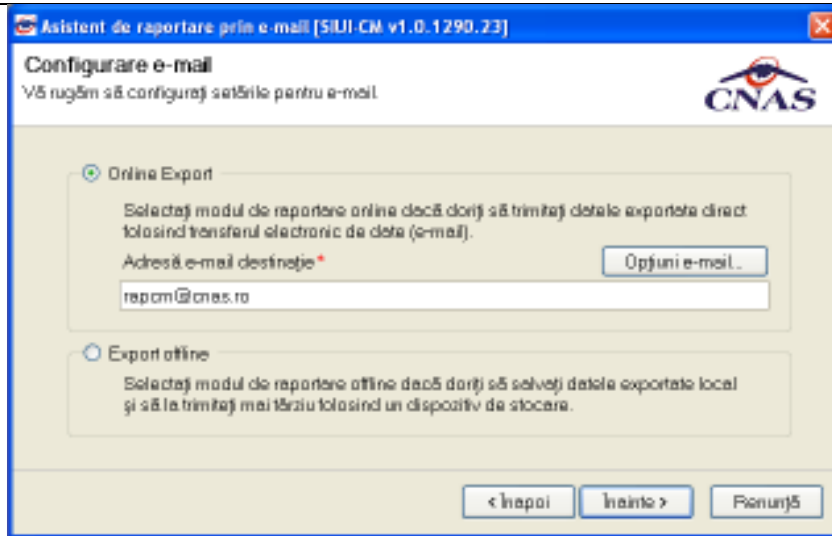 Asistent de raportare prin e-mail [SIUI-CM v1.0.1290.23]
Configurare e-mail
Vă rugăm să configurați setările pentru e-mail.
CNAS
Online Export
Selectați modul de raportare online dacă doriți să trimiteți datele exportate direct
folosind transferul electronic de date (e-mail).
Adresă e-mail destinație*
Opțiuni e-mail...
rapcm@cnas.ro
Export offline
Selectați modul de raportare offline dacă doriți să salvați datele exportate local
și să la trimiteți mai târziu folosind un dispozitiv de stocare.
< Înapoi
Înainte >
Renunță